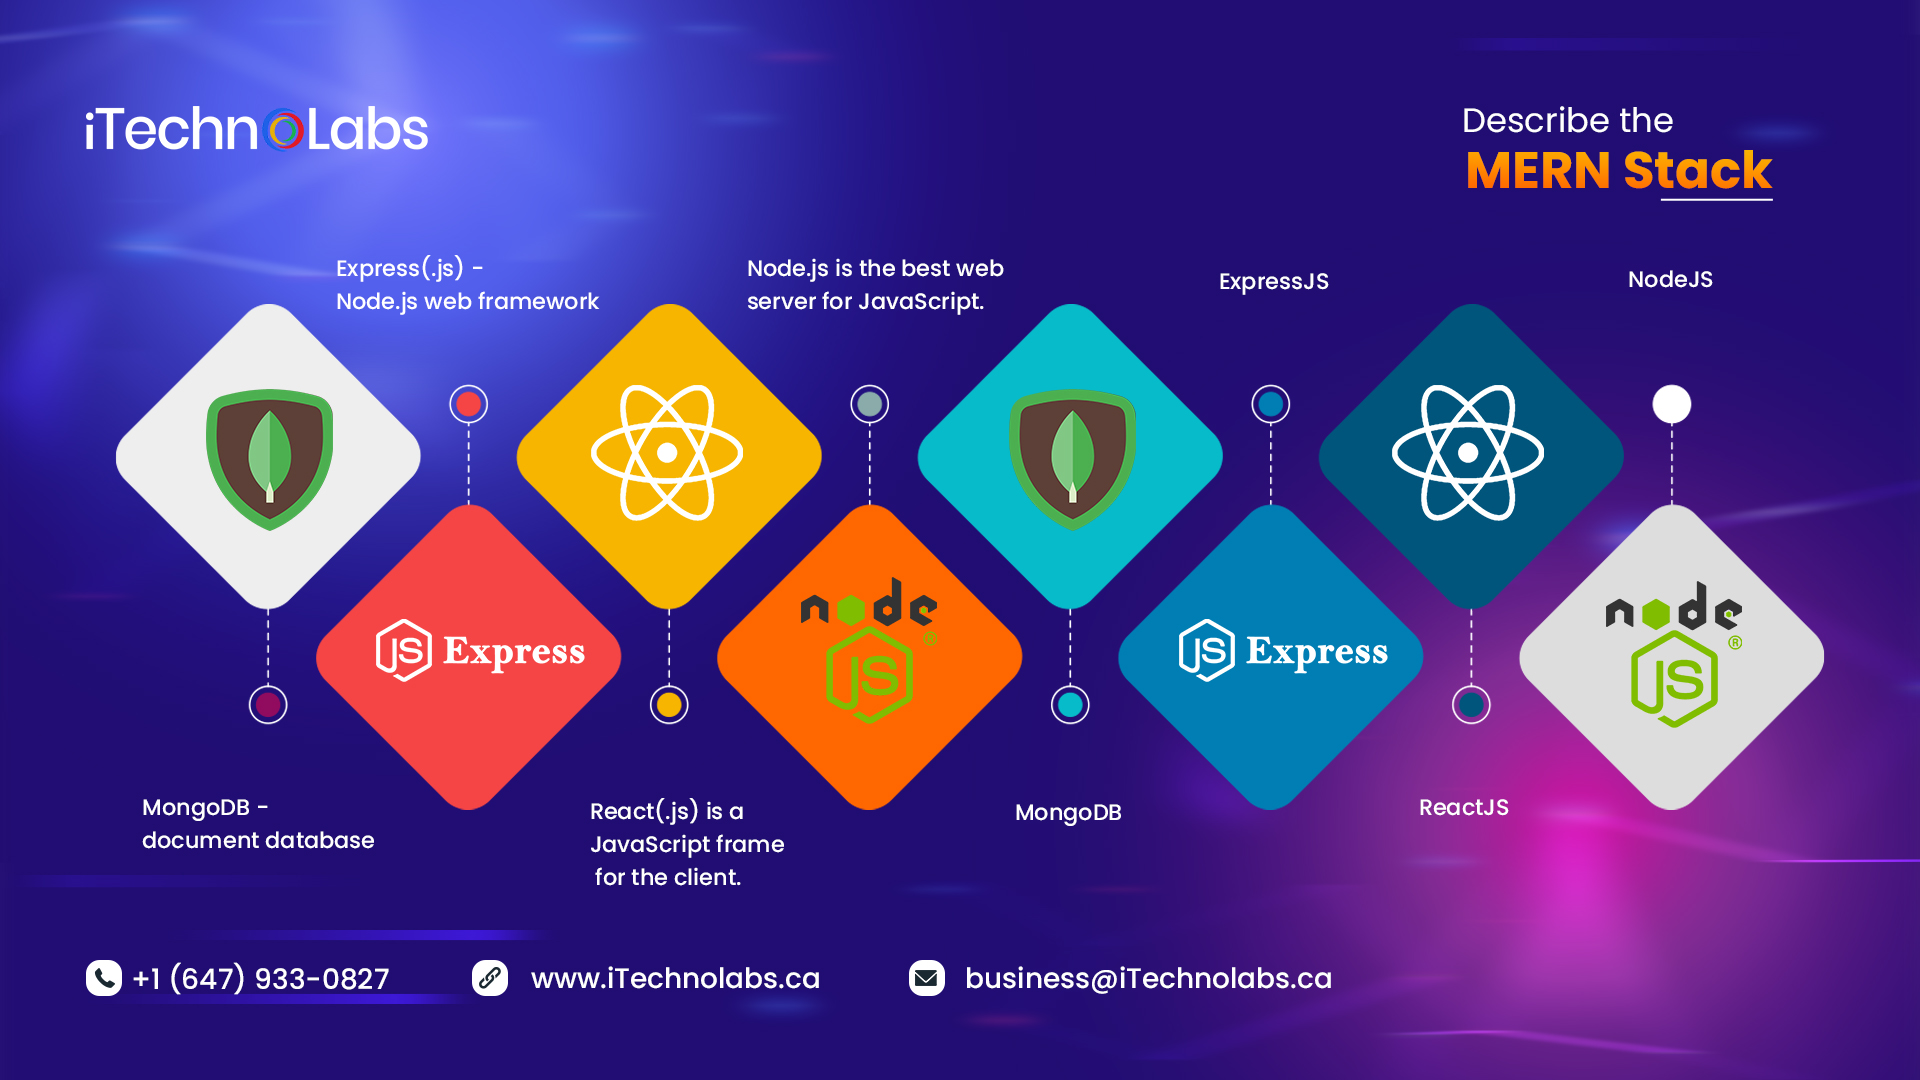 iTechnoLabs
Describe the
MERN Stack
Express(.js) -
Node.js web framework
Node.js is the best web
server for JavaScript.
ExpressJS
NodeJS
JS Express
node
JS
®
JS Express
node
JS
®
MongoDB -
document database
React(.js) is a
JavaScript frame
for the client.
MongoDB
ReactJS
+1 (647) 933-0827
www.iTechnolabs.ca
business@iTechnolabs.ca